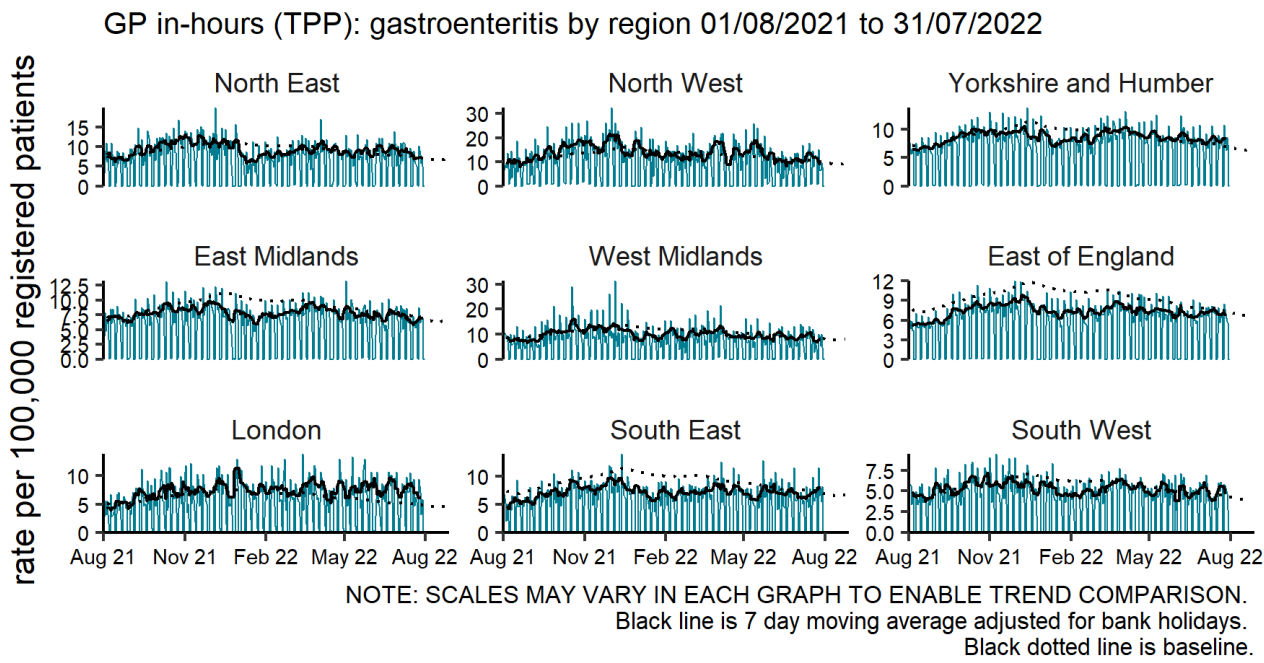 GP in-hours (TPP): gastroenteritis by region 01/08/2021 to 31/07/2022
rate per 100,000 registered patients
North East
North West
Yorkshire and Humber
15
10
5
0
30
20
10
0
10
5
0
East Midlands
West Midlands
East of England
12.5
10.0
7.5
5.0
2.5
0.0
30
20
10
0
12
9
6
3
0
London
South East
South West
10
5
0
10
5
0
7.5
5.0
2.5
0.0
Aug 21 Nov 21 Feb 22 May 22 Aug 22
Aug 21 Nov 21 Feb 22 May 22 Aug 22
Aug 21 Nov 21 Feb 22 May 22 Aug 22
NOTE: SCALES MAY VARY IN EACH GRAPH TO ENABLE TREND COMPARISON.
Black line is 7 day moving average adjusted for bank holidays.
Black dotted line is baseline.